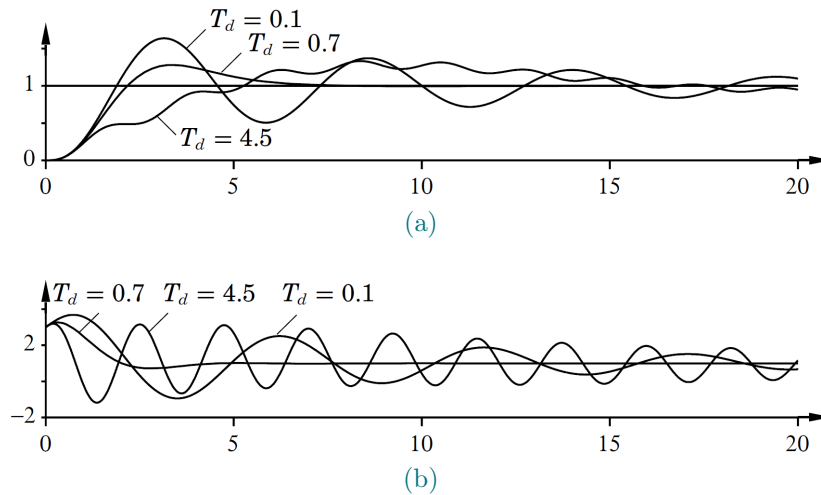 T_d = 0.1
T_d = 0.7
1
T_d = 4.5
0
0 5 10 15 20
(a)
T_d = 0.7 T_d = 4.5 T_d = 0.1
2
−2
0 5 10 15 20
(b)